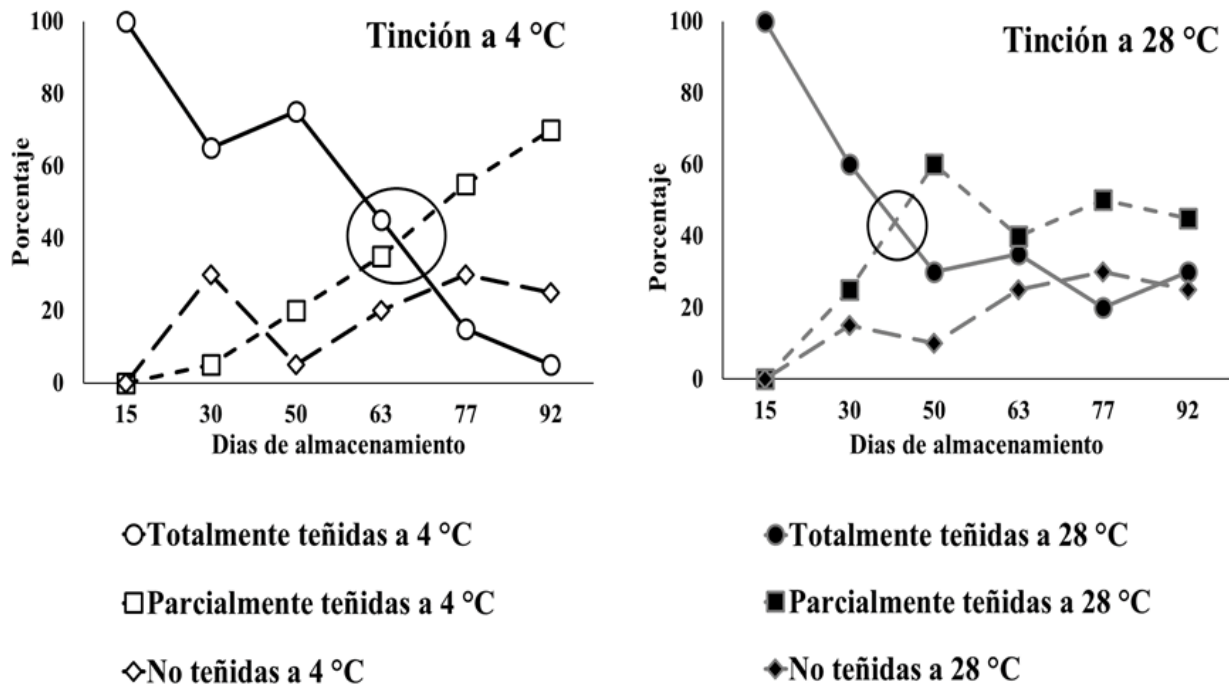 Tinción a 4 °C
Porcentaje
100
80
60
40
20
0
15 30 50 63 77 92
Dias de almacenamiento
Totalmente teñidas a 4 °C
Parcialmente teñidas a 4 °C
No teñidas a 4 °C
Tinción a 28 °C
Porcentaje
100
80
60
40
20
0
15 30 50 63 77 92
Dias de almacenamiento
Totalmente teñidas a 28 °C
Parcialmente teñidas a 28 °C
No teñidas a 28 °C